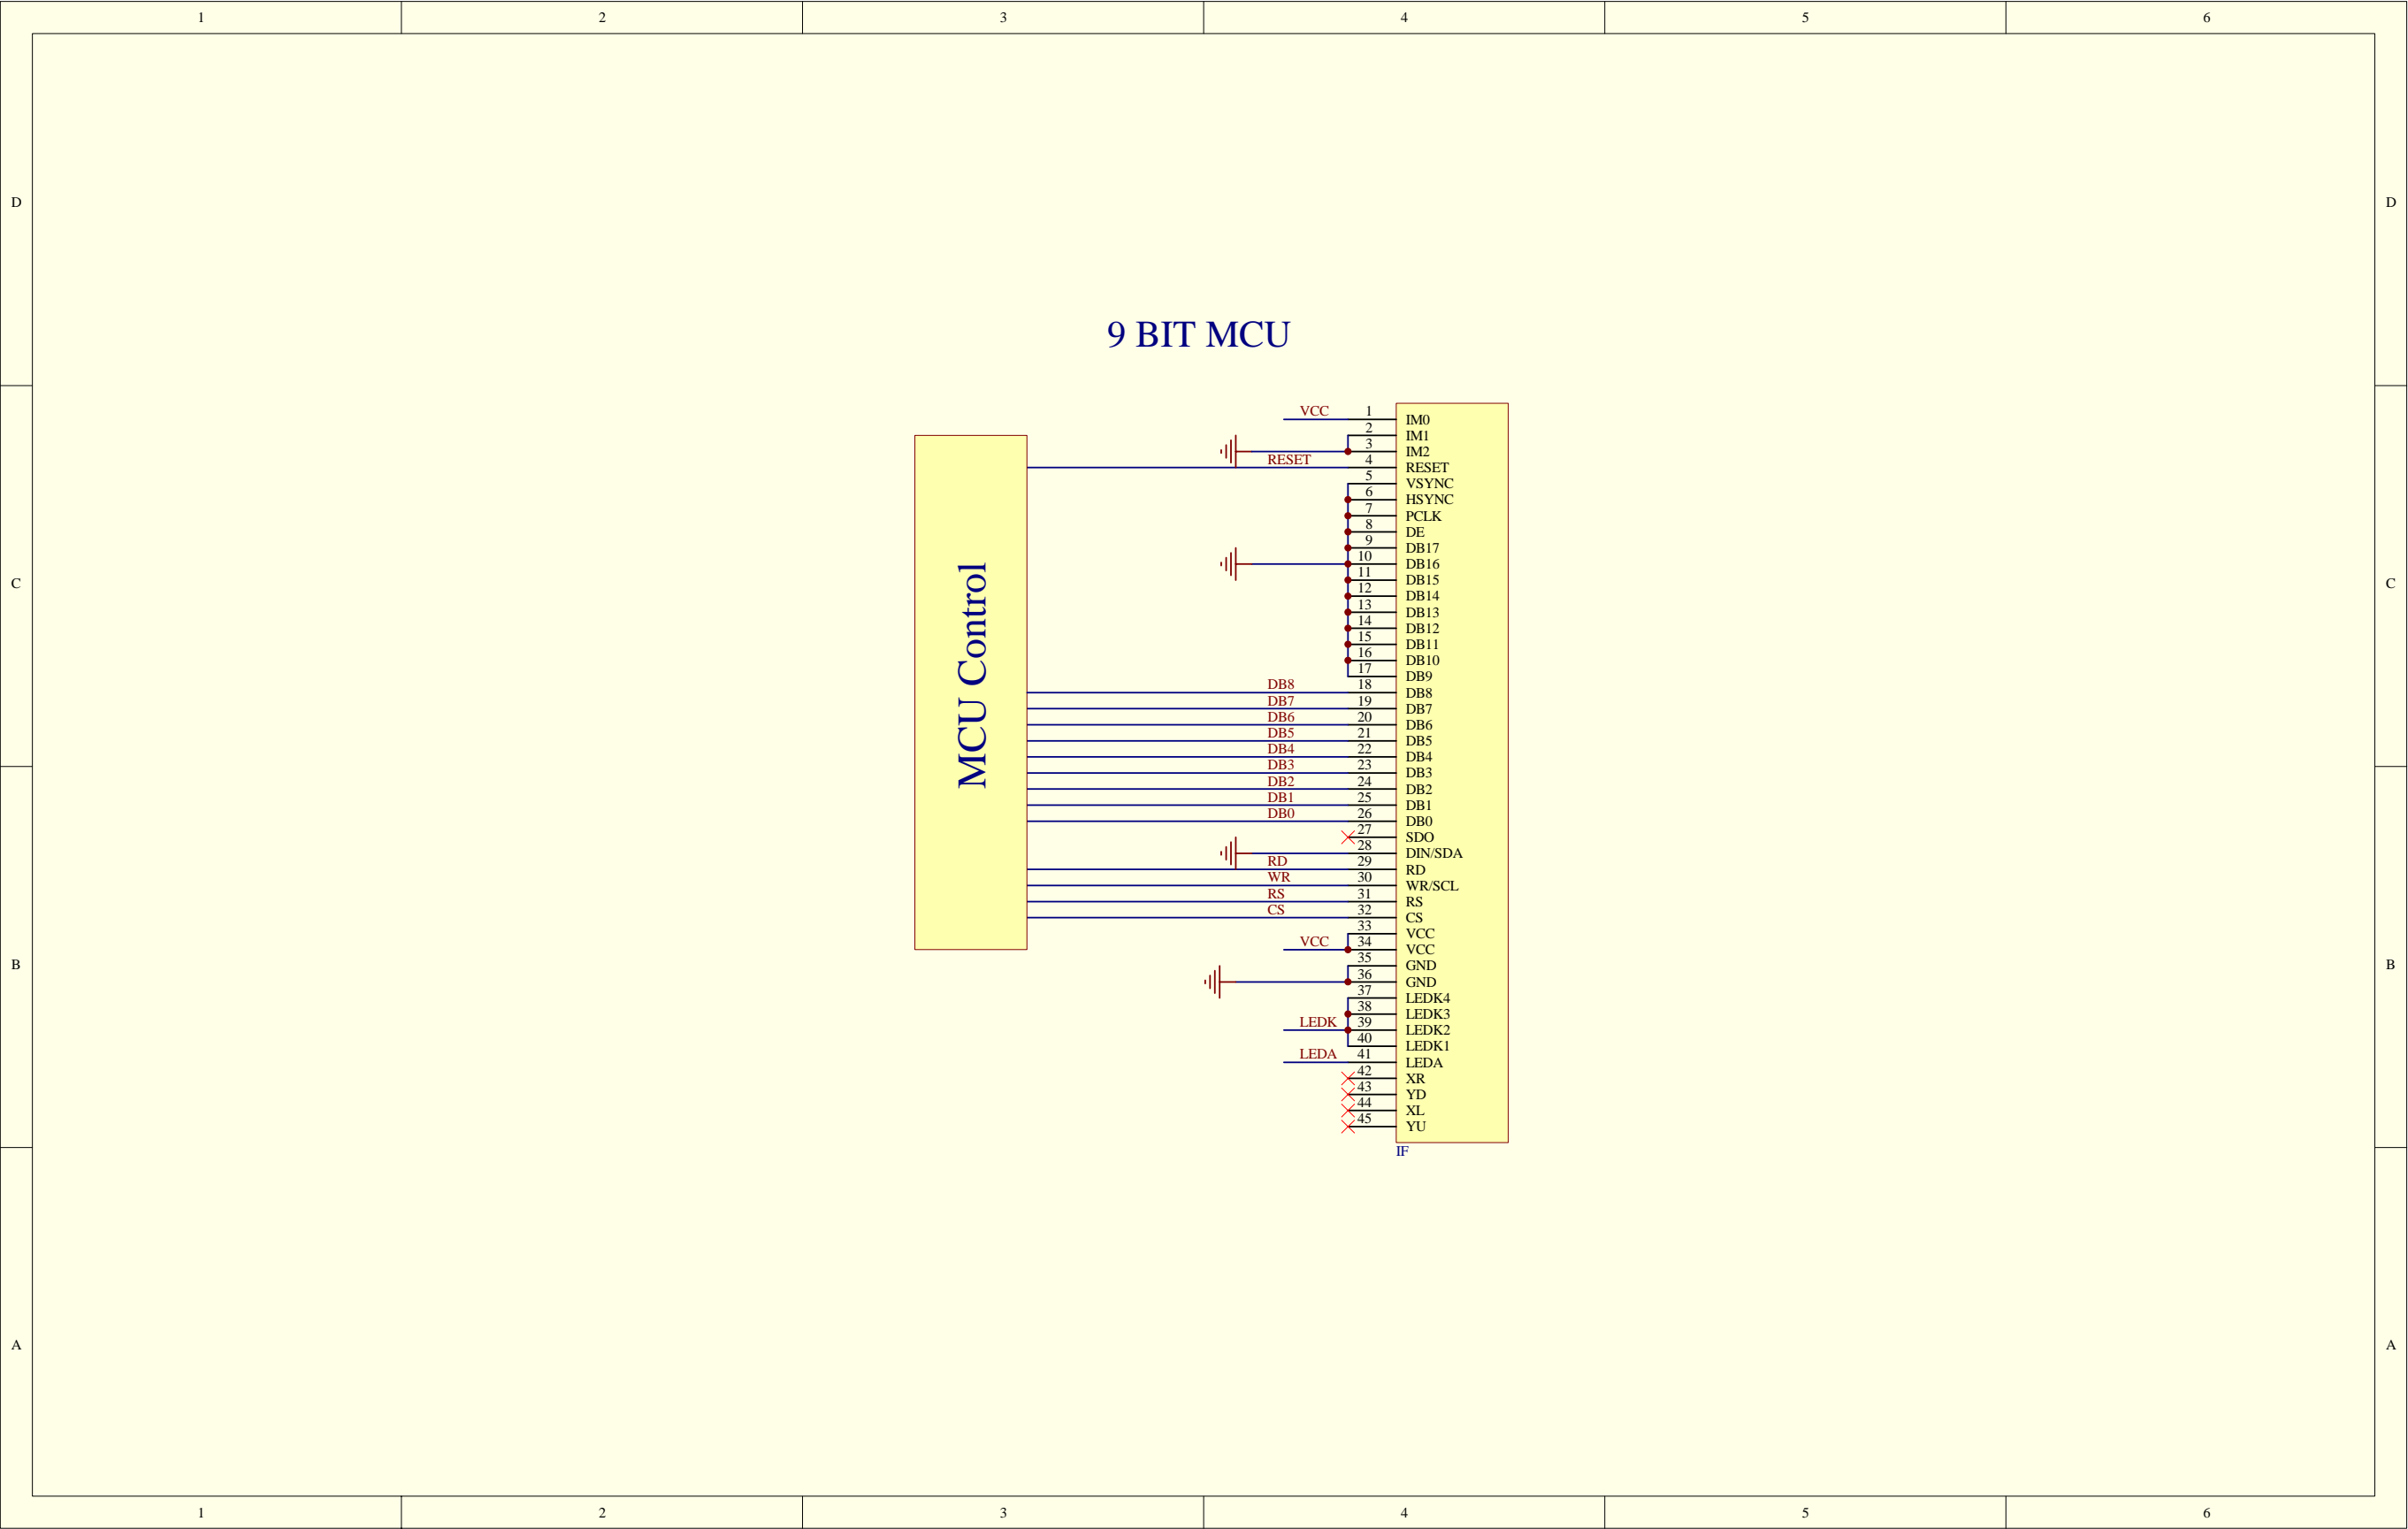 1 2 3 4 5 6
D D
9 BIT MCU
VCC 1 IM0
2 IM1
3 IM2
RESET 4 RESET
5 VSYNC
6 HSYNC
7 PCLK
8 DE
9 DB17
C 10 DB16 C
11 DB15
12 DB14
13 DB13
14 DB12
15 DB11
16 DB10
17 DB9
MCU Control
DB8 18 DB8
DB7 19 DB7
DB6 20 DB6
DB5 21 DB5
DB4 22 DB4
DB3 23 DB3
DB2 24 DB2
DB1 25 DB1
DB0 26 DB0
27 SDO
28 DIN/SDA
RD 29 RD
WR 30 WR/SCL
RS 31 RS
CS 32 CS
33 VCC
VCC 34 VCC
B 35 GND B
36 GND
37 LEDK4
38 LEDK3
LEDK 39 LEDK2
40 LEDK1
LEDA 41 LEDA
42 XR
43 YD
44 XL
45 YU
IF
A A
1 2 3 4 5 6